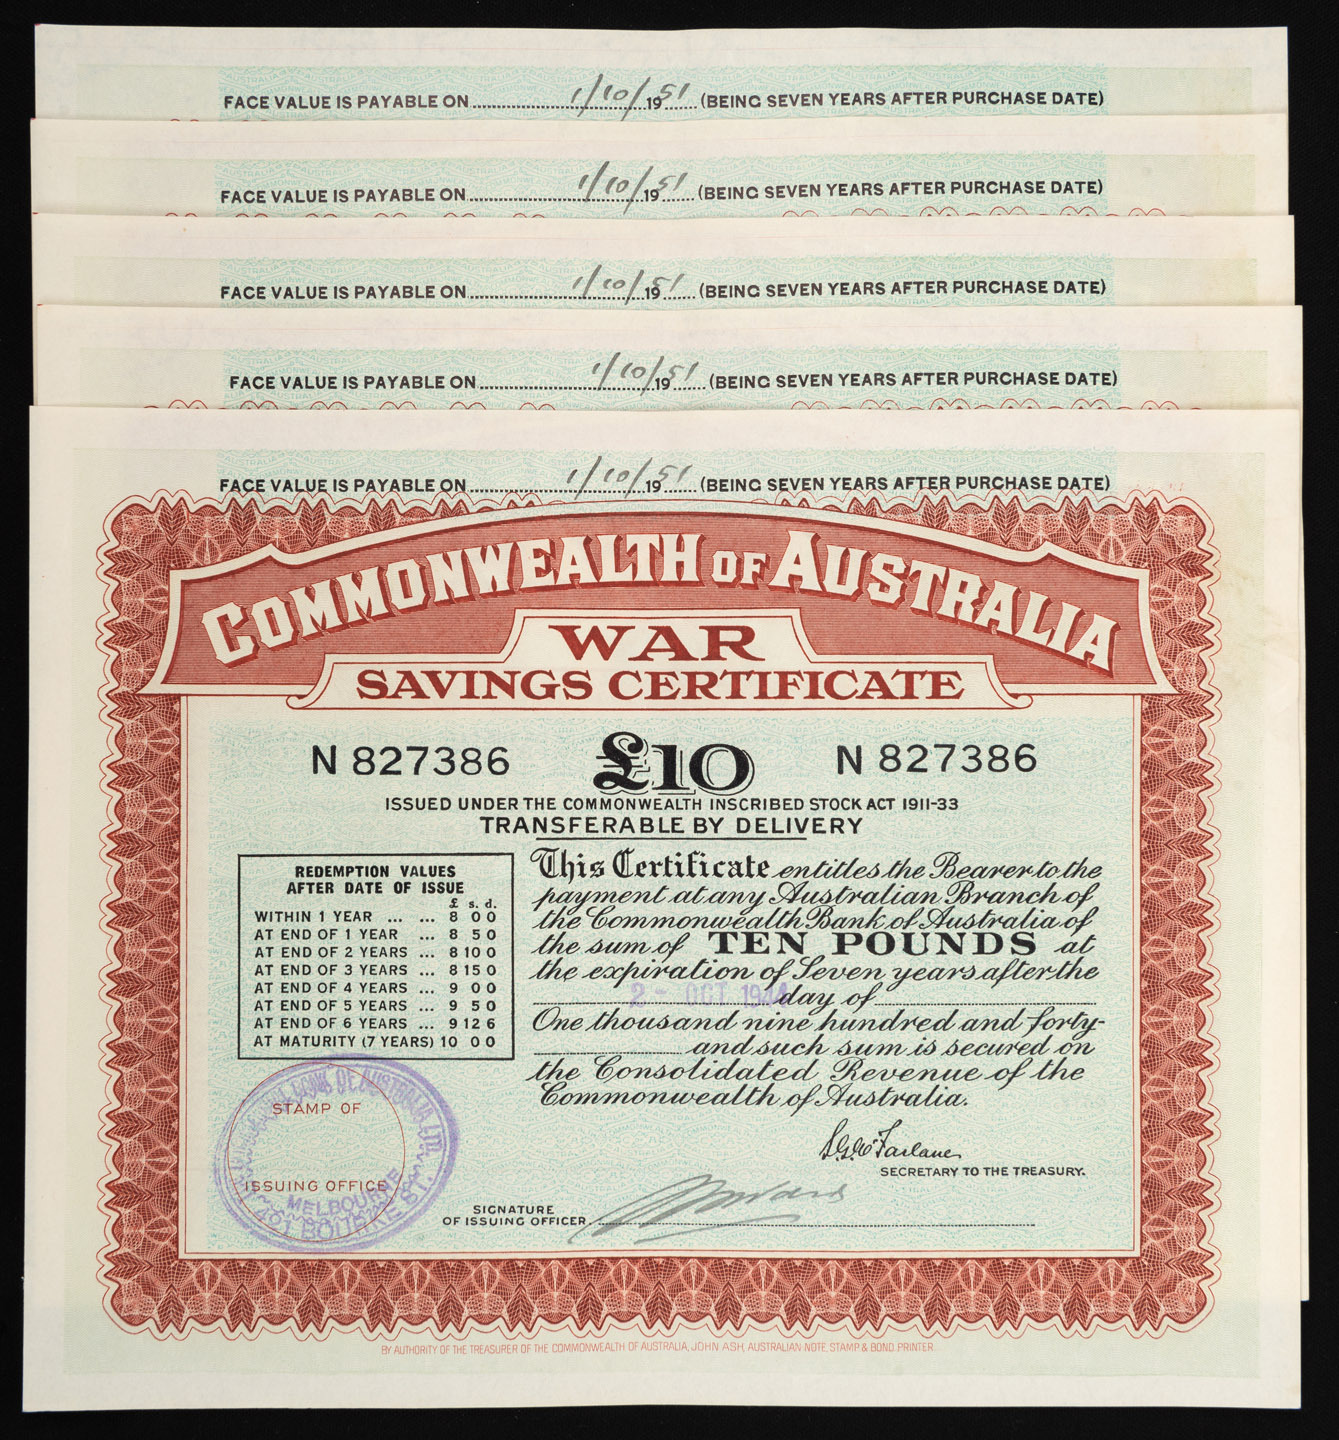 FACE VALUE IS PAYABLE ON 1/10/1951 (BEING SEVEN YEARS AFTER PURCHASE DATE)
FACE VALUE IS PAYABLE ON 1/10/1951 (BEING SEVEN YEARS AFTER PURCHASE DATE)
FACE VALUE IS PAYABLE ON 1/10/1951 (BEING SEVEN YEARS AFTER PURCHASE DATE)
FACE VALUE IS PAYABLE ON 1/10/1951 (BEING SEVEN YEARS AFTER PURCHASE DATE)
FACE VALUE IS PAYABLE ON 1/10/1951 (BEING SEVEN YEARS AFTER PURCHASE DATE)
COMMONWEALTH OF AUSTRALIA
WAR
SAVINGS CERTIFICATE
N 827386 £10 N 827386
ISSUED UNDER THE COMMONWEALTH INSCRIBED STOCK ACT 1911-33
TRANSFERABLE BY DELIVERY
REDEMPTION VALUES
AFTER DATE OF ISSUE
£ s. d.
WITHIN 1 YEAR ... ... 8 0 0
AT END OF 1 YEAR ... 8 5 0
AT END OF 2 YEARS ... 8 10 0
AT END OF 3 YEARS ... 8 15 0
AT END OF 4 YEARS ... 9 0 0
AT END OF 5 YEARS ... 9 5 0
AT END OF 6 YEARS ... 9 12 6
AT MATURITY (7 YEARS) 10 0 0
This Certificate entitles the Bearer to the
payment at any Australian Branch of
the Commonwealth Bank of Australia of
the sum of TEN POUNDS at
the expiration of Seven years after the
2 - OCT 1944 day of
One thousand nine hundred and forty-
and such sum is secured on
the Consolidated Revenue of the
Commonwealth of Australia.
S.G. McFarlane
SECRETARY TO THE TREASURY.
BANK OF AUSTRALIA LTD.
STAMP OF
ISSUING OFFICE
MELBOURNE
401 BOURKE ST.
SIGNATURE
OF ISSUING OFFICER
BY AUTHORITY OF THE TREASURER OF THE COMMONWEALTH OF AUSTRALIA, JOHN ASH, AUSTRALIAN NOTE, STAMP & BOND PRINTER.